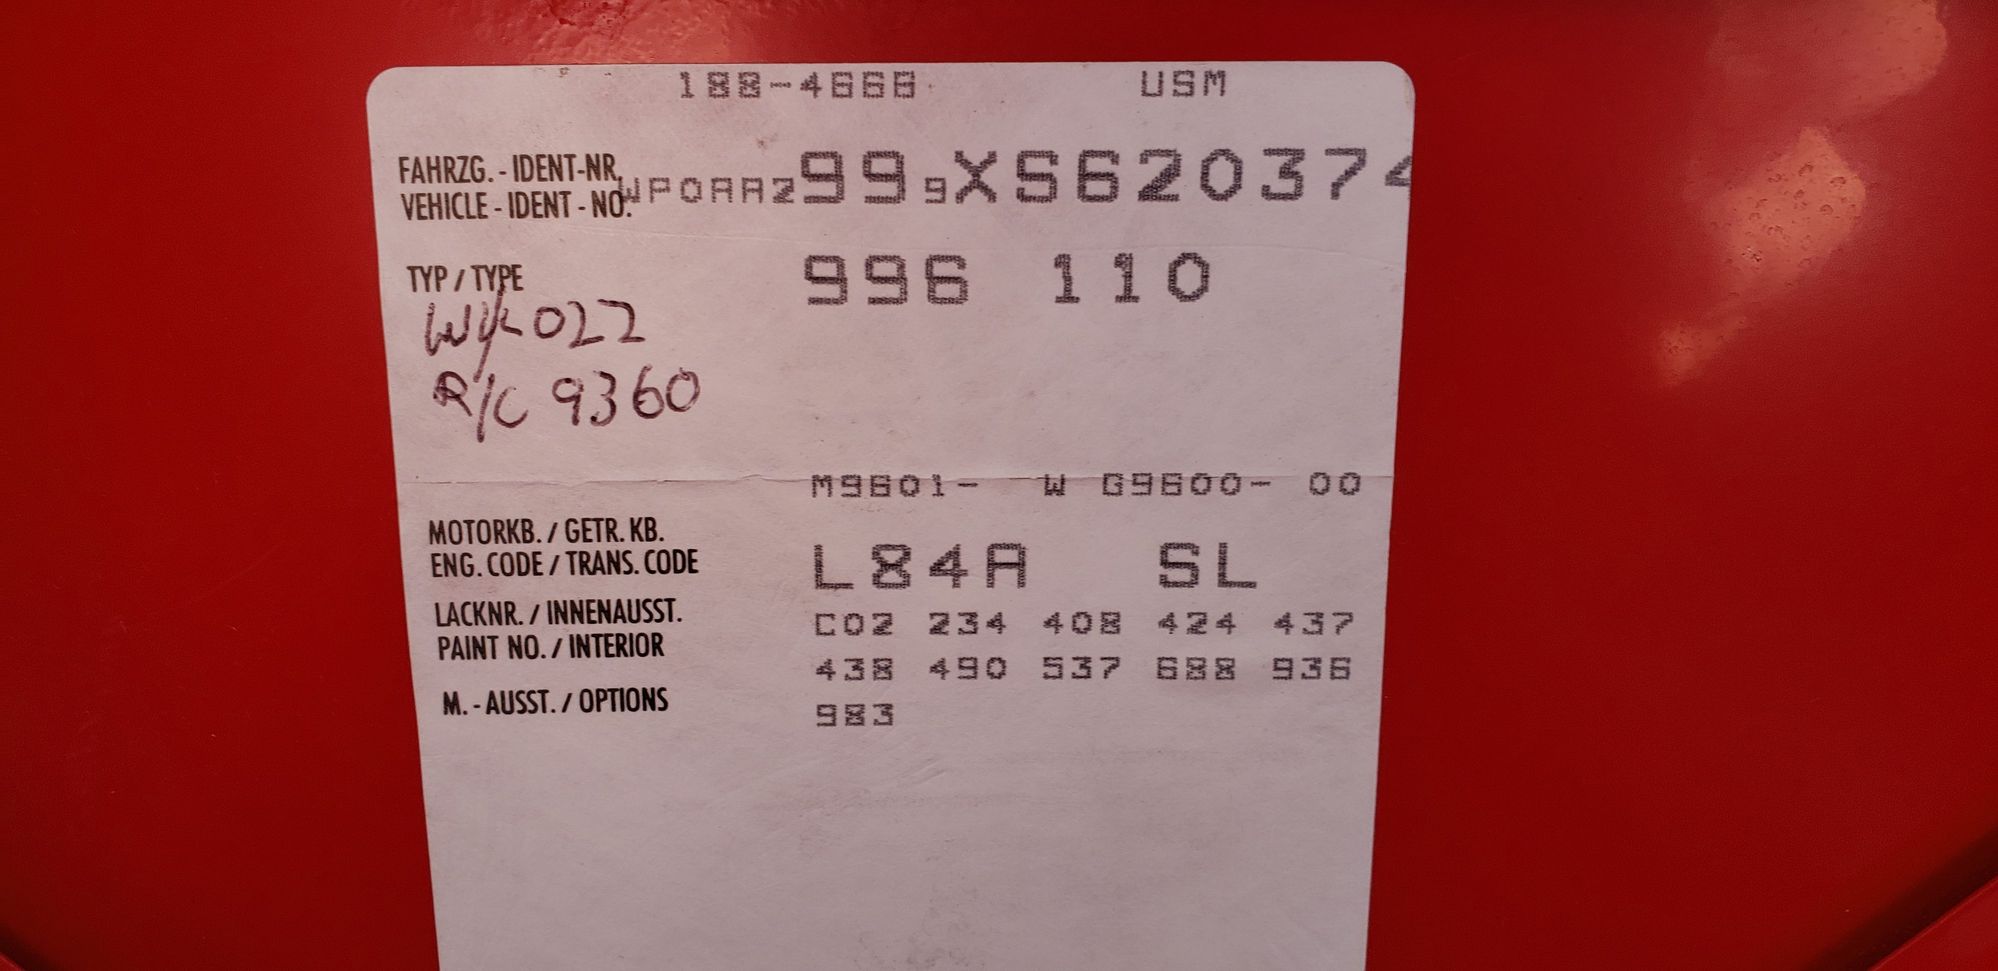 188-4666 USM
FAHRZG. - IDENT-NR.
VEHICLE - IDENT - NO. WP0AA2999XS620374
TYP / TYPE 996 110
022
R/C 9360
M9601- W G9600- 00
MOTORKB. / GETR. KB.
ENG. CODE / TRANS. CODE L84A SL
LACKNR. / INNENAUSST. C02 234 408 424 437
PAINT NO. / INTERIOR 438 490 537 688 936
M. - AUSST. / OPTIONS 983